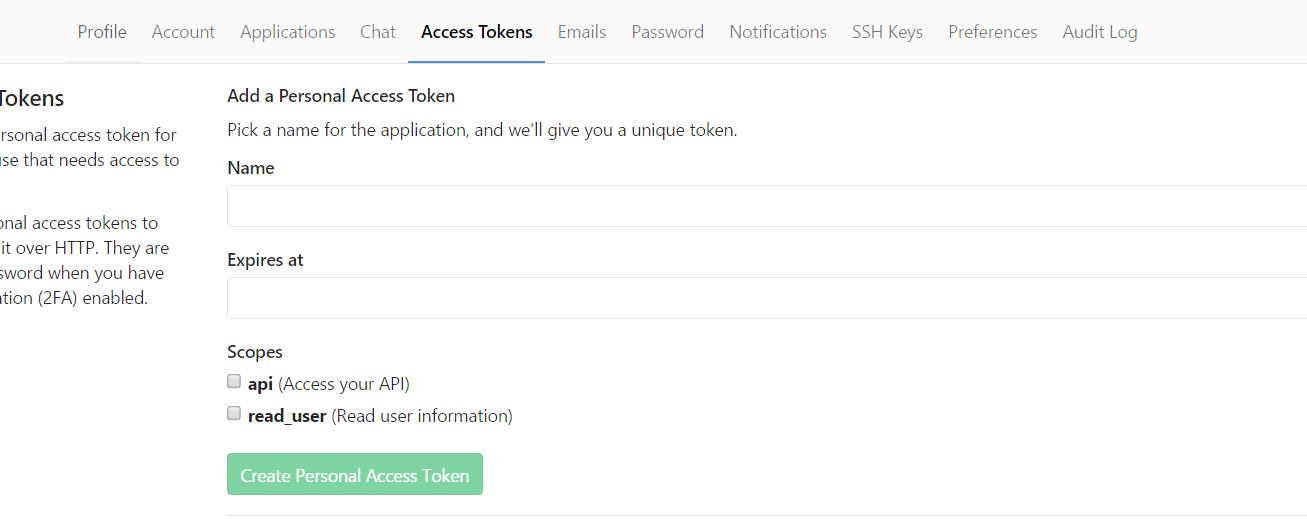 Profile Account Applications Chat Access Tokens Emails Password Notifications SSH Keys Preferences Audit Log
Tokens
personal access token for
use that needs access to
onal access tokens to
it over HTTP. They are
sword when you have
ation (2FA) enabled.
Add a Personal Access Token
Pick a name for the application, and we'll give you a unique token.
Name
Expires at
Scopes
api (Access your API)
read_user (Read user information)
Create Personal Access Token